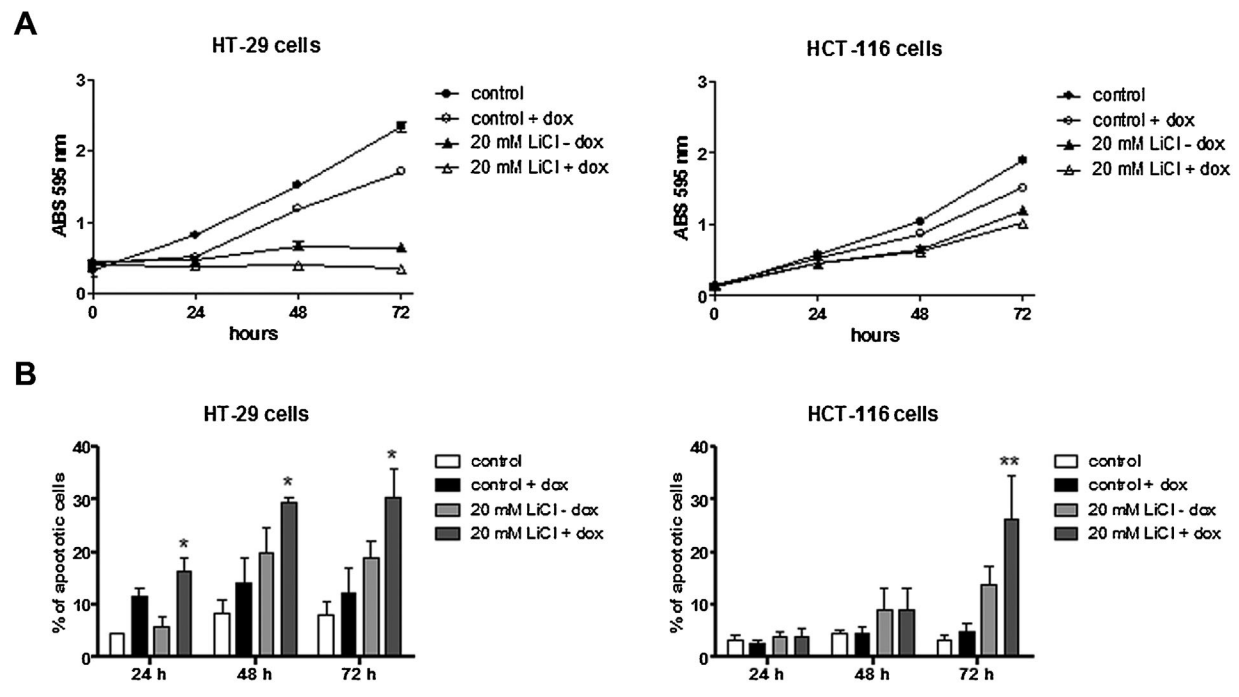 A
HT-29 cells
3
2
1
0
ABS 595 nm
0
24
48
72
hours
control
control + dox
20 mM LiCl - dox
20 mM LiCl + dox
HCT-116 cells
3
2
1
0
ABS 595 nm
0
24
48
72
hours
control
control + dox
20 mM LiCl - dox
20 mM LiCl + dox
B
HT-29 cells
40
30
20
10
0
% of apoptotic cells
*
*
*
24 h
48 h
72 h
control
control + dox
20 mM LiCl - dox
20 mM LiCl + dox
HCT-116 cells
40
30
20
10
0
% of apoptotic cells
**
24 h
48 h
72 h
control
control + dox
20 mM LiCl - dox
20 mM LiCl + dox